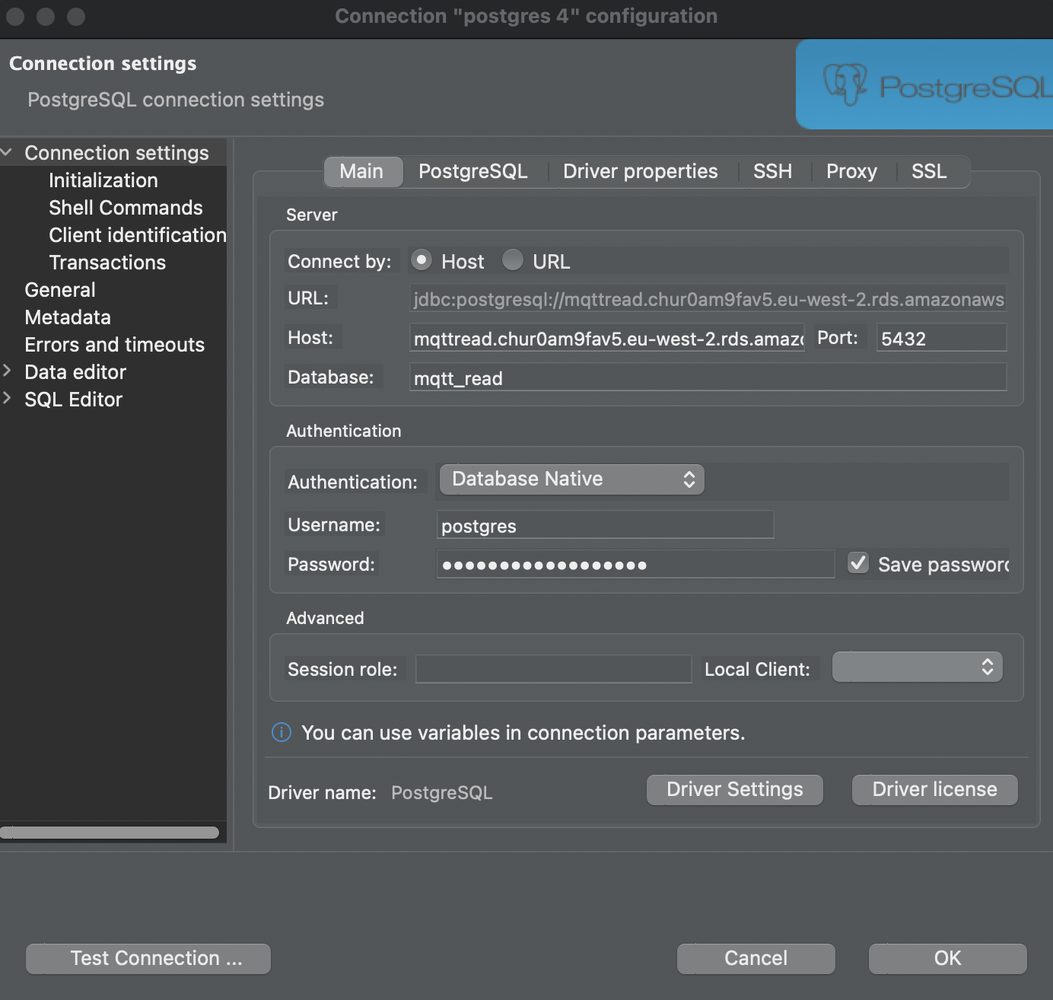 Connection "postgres 4" configuration
Connection settings
PostgreSQL connection settings
PostgreSQL
Connection settings
Initialization
Shell Commands
Client identification
Transactions
General
Metadata
Errors and timeouts
Data editor
SQL Editor
Main PostgreSQL Driver properties SSH Proxy SSL
Server
Connect by: Host URL
URL: jdbc:postgresql://mqttread.chur0am9fav5.eu-west-2.rds.amazonaws
Host: mqttread.chur0am9fav5.eu-west-2.rds.amazo Port: 5432
Database: mqtt_read
Authentication
Authentication: Database Native
Username: postgres
Password: •••••••••••••••••• Save password
Advanced
Session role: Local Client:
You can use variables in connection parameters.
Driver name: PostgreSQL Driver Settings Driver license
Test Connection ... Cancel OK